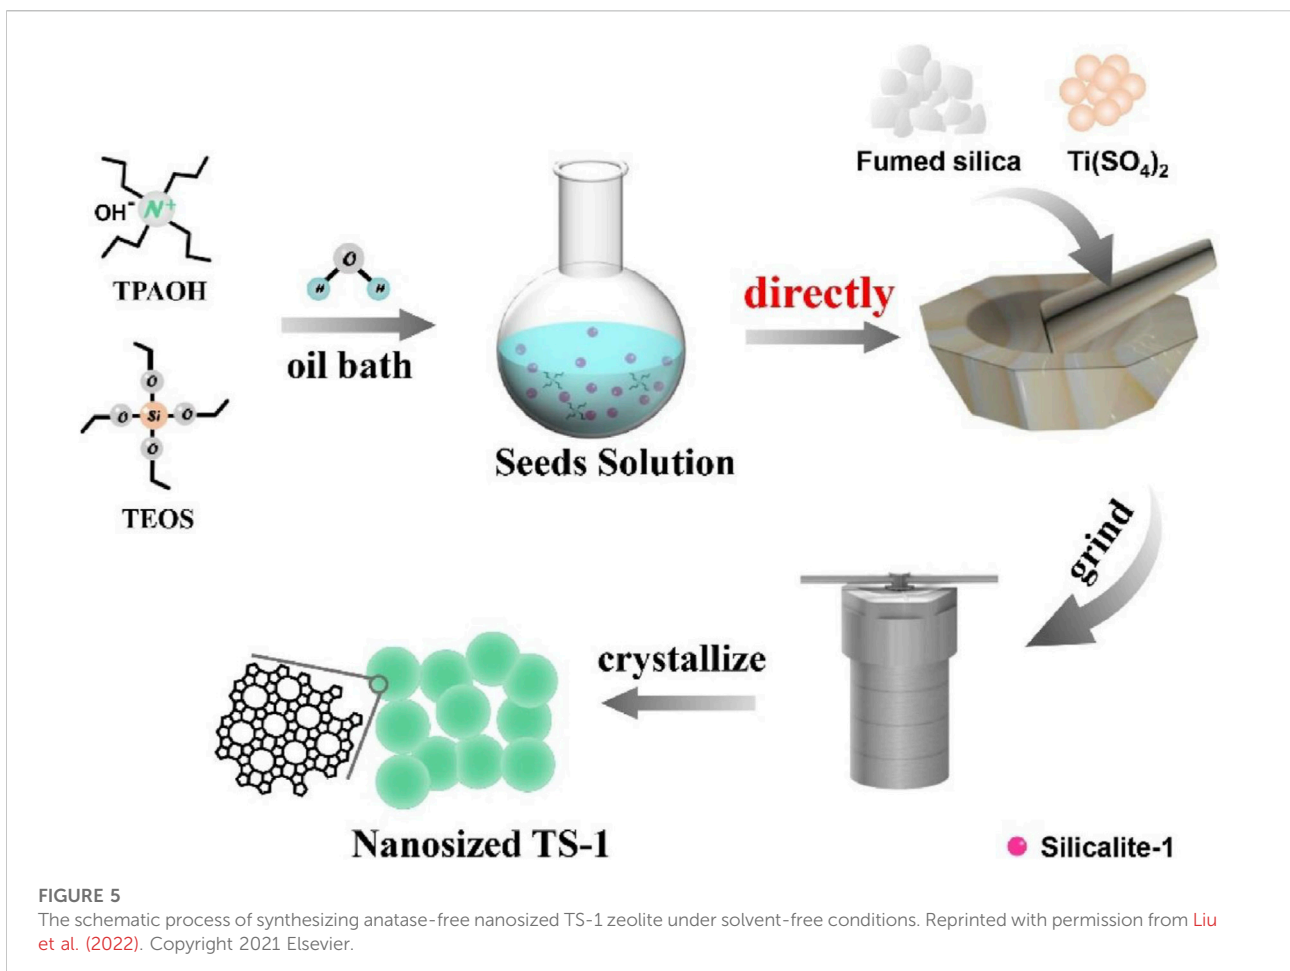 Fumed silica
Ti(SO₄)₂
OH⁻
N⁺
TPAOH
O
H
H
oil bath
directly
O
O
Si
O
O
TEOS
Seeds Solution
grind
crystallize
Nanosized TS-1
Silicalite-1
FIGURE 5
The schematic process of synthesizing anatase-free nanosized TS-1 zeolite under solvent-free conditions. Reprinted with permission from Liu
et al. (2022). Copyright 2021 Elsevier.